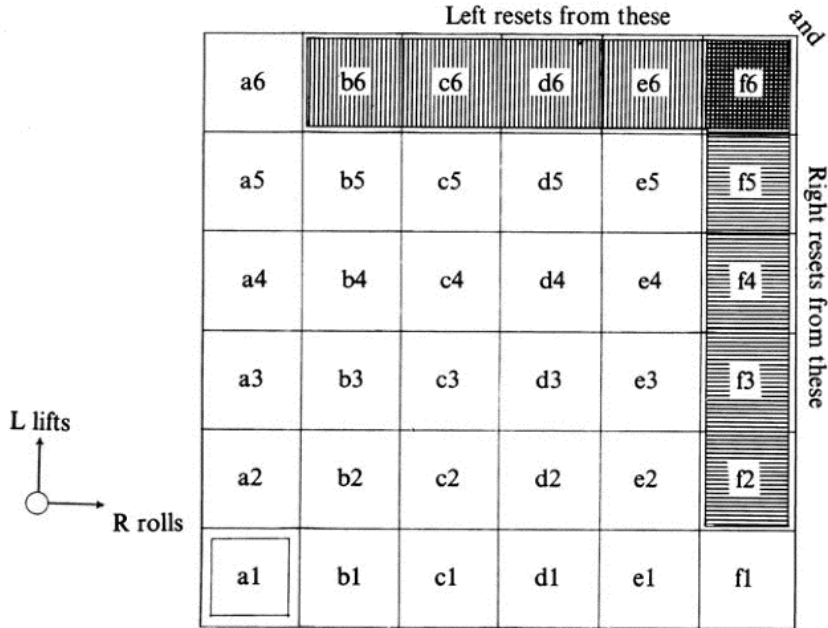 Left resets from these
and
a6 b6 c6 d6 e6 f6
a5 b5 c5 d5 e5 f5
a4 b4 c4 d4 e4 f4
a3 b3 c3 d3 e3 f3
a2 b2 c2 d2 e2 f2
a1 b1 c1 d1 e1 f1
Right resets from these
L lifts
R rolls